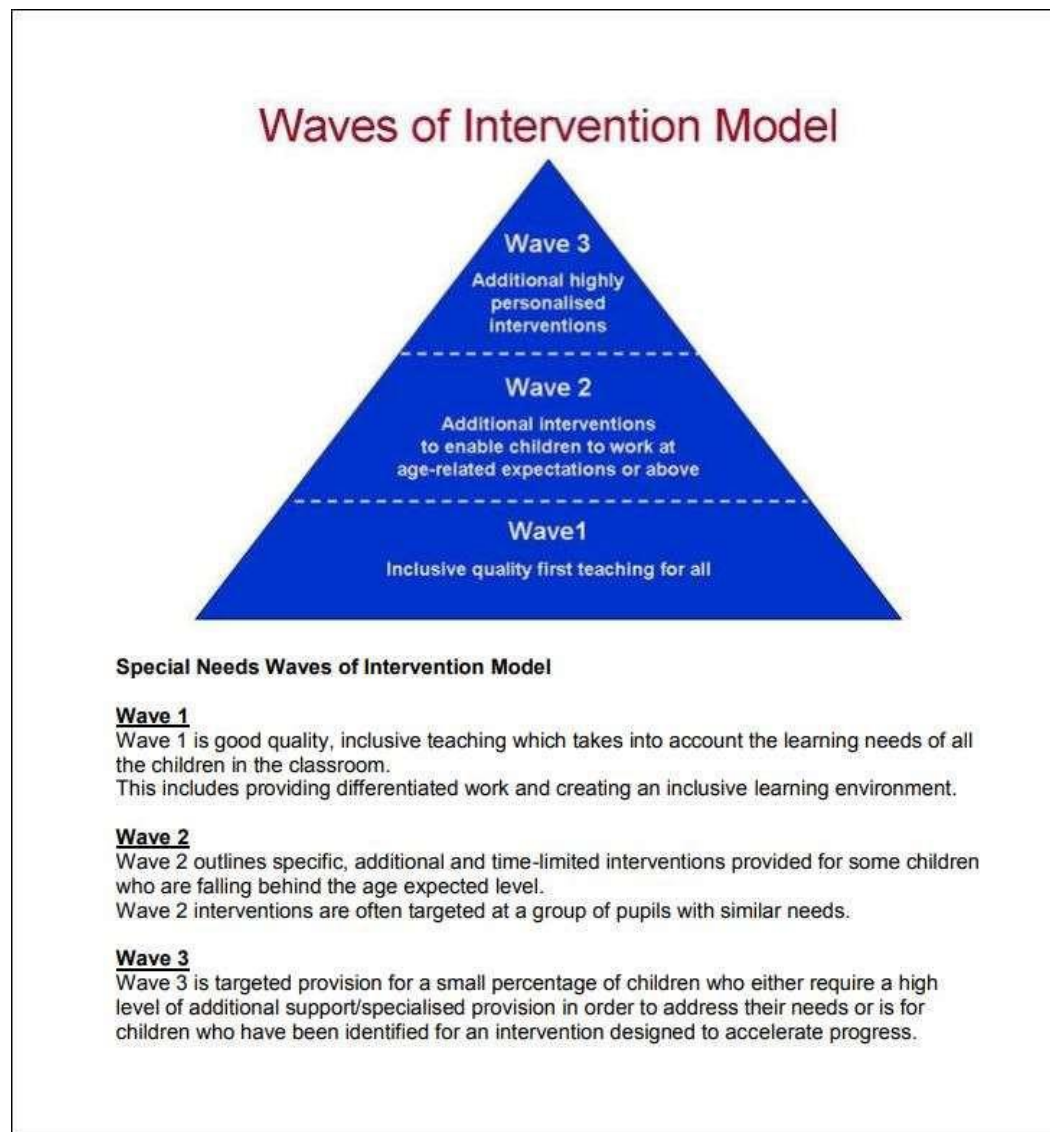 Waves of Intervention Model
Wave 3
Additional highly
personalised
interventions
Wave 2
Additional interventions
to enable children to work at
age-related expectations or above
Wave1
Inclusive quality first teaching for all
Special Needs Waves of Intervention Model
Wave 1
Wave 1 is good quality, inclusive teaching which takes into account the learning needs of all
the children in the classroom.
This includes providing differentiated work and creating an inclusive learning environment.
Wave 2
Wave 2 outlines specific, additional and time-limited interventions provided for some children
who are falling behind the age expected level.
Wave 2 interventions are often targeted at a group of pupils with similar needs.
Wave 3
Wave 3 is targeted provision for a small percentage of children who either require a high
level of additional support/specialised provision in order to address their needs or is for
children who have been identified for an intervention designed to accelerate progress.